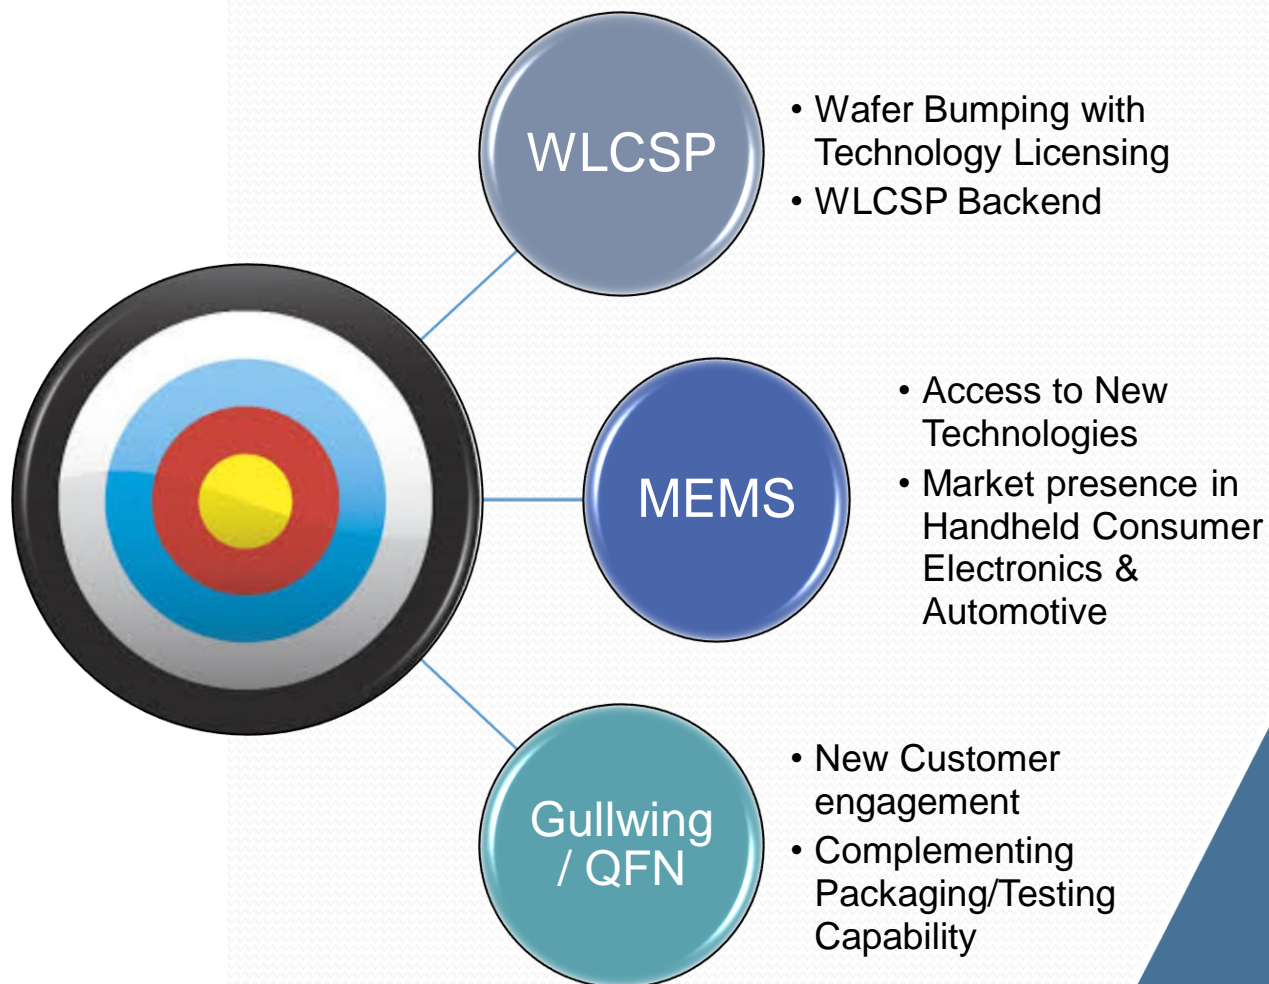 WLCSP
• Wafer Bumping with
Technology Licensing
• WLCSP Backend
MEMS
• Access to New
Technologies
• Market presence in
Handheld Consumer
Electronics &
Automotive
Gullwing
/ QFN
• New Customer
engagement
• Complementing
Packaging/Testing
Capability